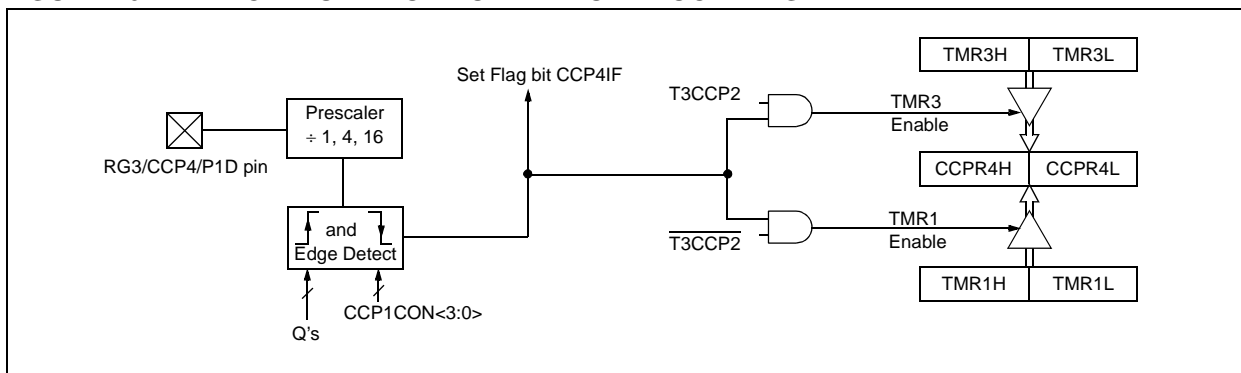 TMR3H TMR3L
Set Flag bit CCP4IF
T3CCP2
TMR3
Enable
Prescaler
÷ 1, 4, 16
RG3/CCP4/P1D pin
CCPR4H CCPR4L
and
Edge Detect
TMR1
Enable
T3CCP2
TMR1H TMR1L
CCP1CON<3:0>
Q's